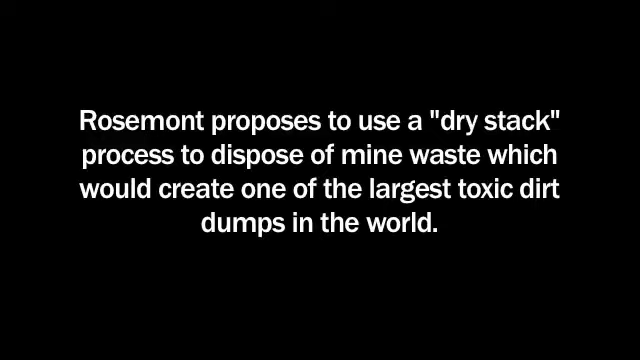 Rosemont proposes to use a "dry stack"
process to dispose of mine waste which
would create one of the largest toxic dirt
dumps in the world.